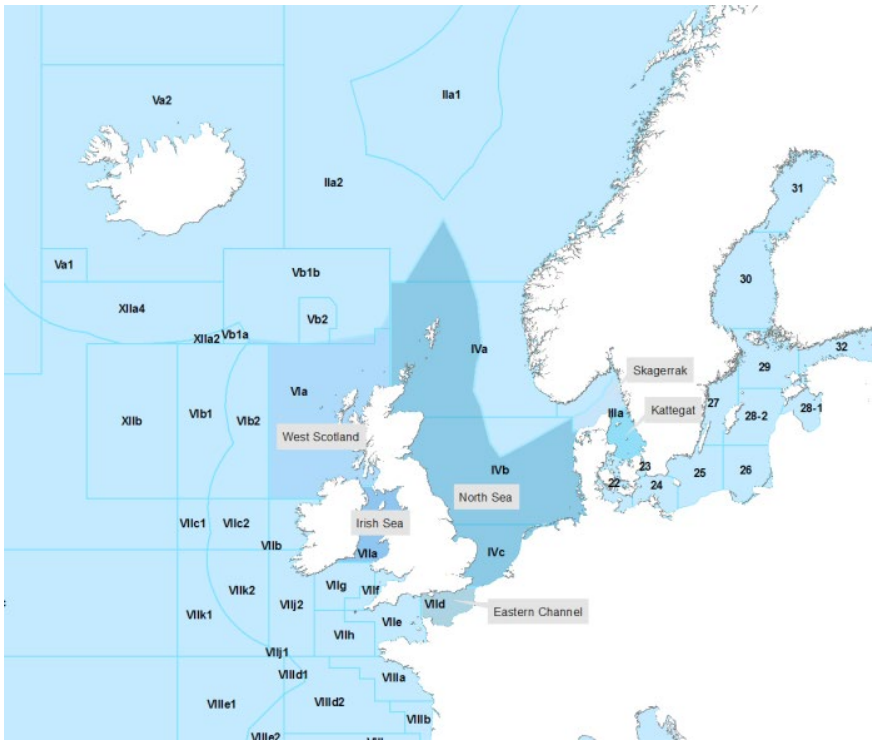 IIa1
Va2
31
IIa2
Va1
Vb1b
30
XIIa4
Vb2
XIIa2
Vb1a
IVa
32
29
Skagerrak
VIa
27
28-1
XIIb
VIb1
VIb2
IIIa
Kattegat
28-2
West Scotland
IVb
23
25
26
22
24
North Sea
VIIc1
VIIc2
Irish Sea
VIIb
VIIa
IVc
VIIk2
VIIg
VIIf
VIIj2
VIId
Eastern Channel
VIIk1
VIIh
VIIe
VIIj1
VIIId1
VIIIa
VIIIe1
VIIId2
VIIIb
VIIIe2